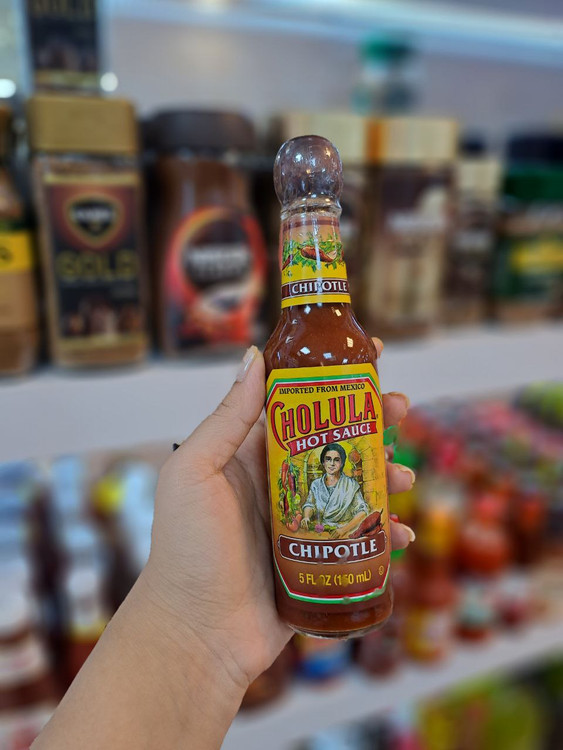 CHIPOTLE
IMPORTED FROM MEXICO
CHOLULA
HOT SAUCE
CHIPOTLE
5 FL OZ (150 mL)
GOLD